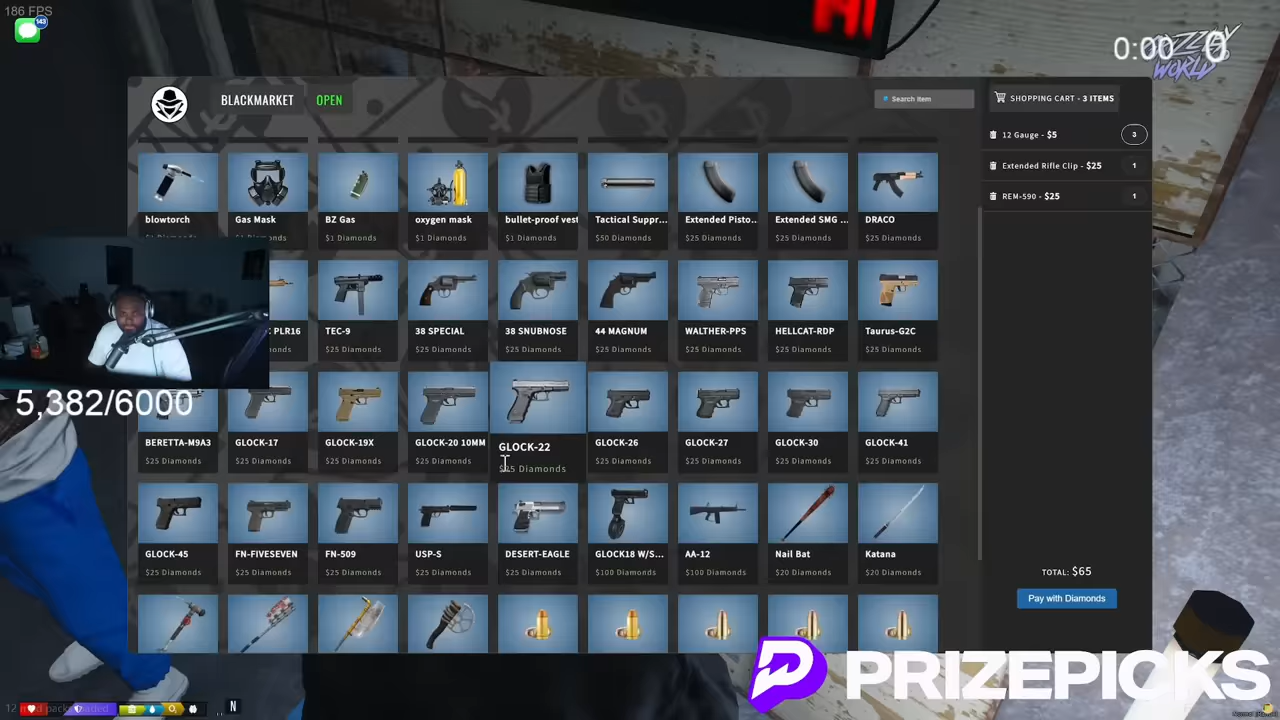 186 FPS
143
0:00 0
WORLD
BLACKMARKET
OPEN
Search Item
SHOPPING CART - 3 ITEMS
12 Gauge - $5
3
Extended Rifle Clip - $25
1
REM-590 - $25
1
blowtorch
Gas Mask
BZ Gas
oxygen mask
bullet-proof vest
Tactical Suppr...
Extended Pisto...
Extended SMG ...
DRACO
$1 Diamonds
$1 Diamonds
$1 Diamonds
$1 Diamonds
$1 Diamonds
$50 Diamonds
$25 Diamonds
$25 Diamonds
$25 Diamonds
PLR16
TEC-9
38 SPECIAL
38 SNUBNOSE
44 MAGNUM
WALTHER-PPS
HELLCAT-RDP
Taurus-G2C
$25 Diamonds
$25 Diamonds
$25 Diamonds
$25 Diamonds
$25 Diamonds
$25 Diamonds
$25 Diamonds
5,382/6000
BERETTA-M9A3
GLOCK-17
GLOCK-19X
GLOCK-20 10MM
GLOCK-22
GLOCK-26
GLOCK-27
GLOCK-30
GLOCK-41
$25 Diamonds
$25 Diamonds
$25 Diamonds
$25 Diamonds
Diamonds
$25 Diamonds
$25 Diamonds
$25 Diamonds
$25 Diamonds
GLOCK-45
FN-FIVESEVEN
FN-509
USP-S
DESERT-EAGLE
GLOCK18 W/S...
AA-12
Nail Bat
Katana
$25 Diamonds
$25 Diamonds
$25 Diamonds
$25 Diamonds
$25 Diamonds
$100 Diamonds
$100 Diamonds
$20 Diamonds
$20 Diamonds
TOTAL: $65
Pay with Diamonds
PRIZEPICKS
N